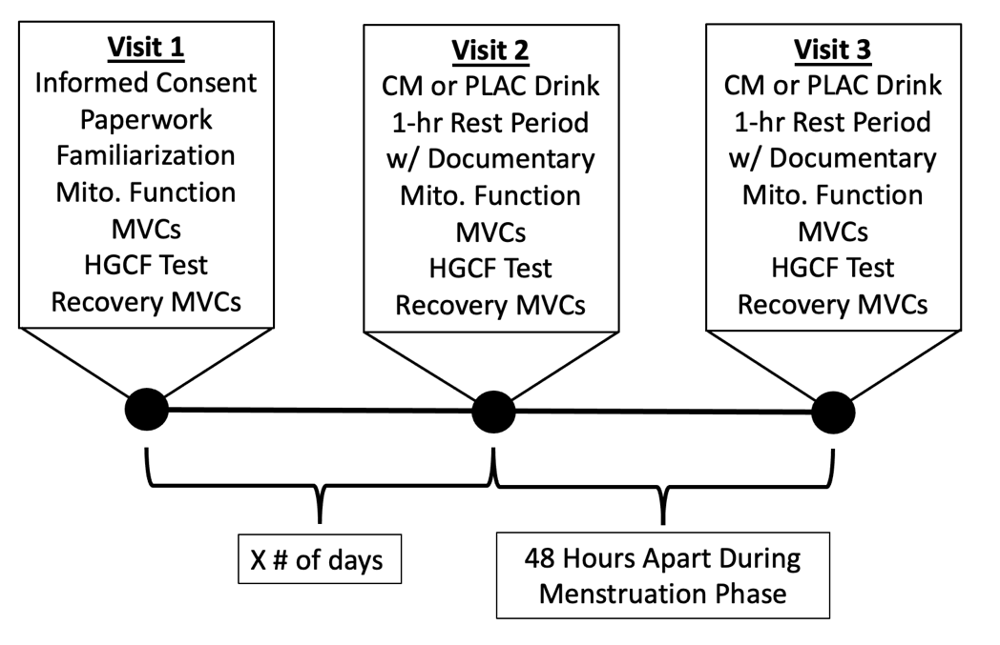 Visit 1
Informed Consent
Paperwork
Familiarization
Mito. Function
MVCs
HGCF Test
Recovery MVCs
Visit 2
CM or PLAC Drink
1-hr Rest Period
w/ Documentary
Mito. Function
MVCs
HGCF Test
Recovery MVCs
Visit 3
CM or PLAC Drink
1-hr Rest Period
w/ Documentary
Mito. Function
MVCs
HGCF Test
Recovery MVCs
X # of days
48 Hours Apart During
Menstruation Phase